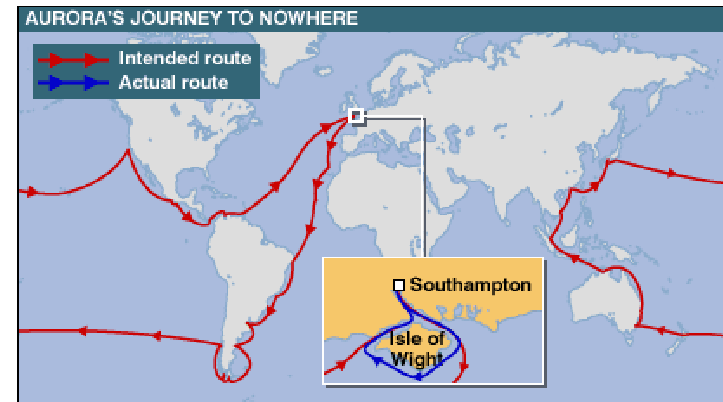 AURORA'S JOURNEY TO NOWHERE
Intended route
Actual route
Southampton
Isle of
Wight